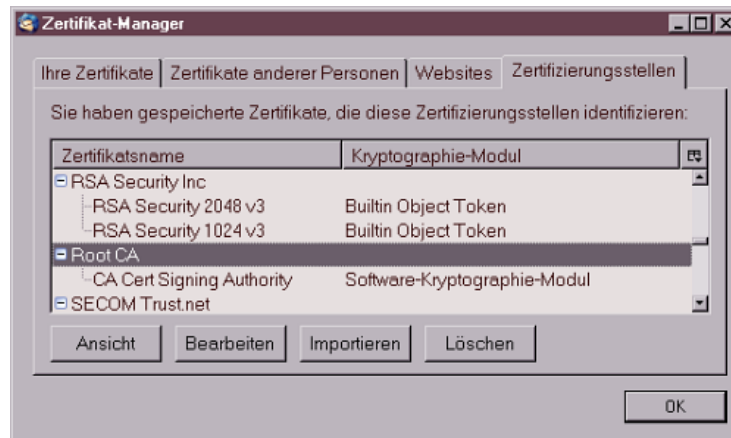 Zertifikat-Manager
Ihre Zertifikate Zertifikate anderer Personen Websites Zertifizierungsstellen
Sie haben gespeicherte Zertifikate, die diese Zertifizierungsstellen identifizieren:
Zertifikatsname Kryptographie-Modul
RSA Security Inc
RSA Security 2048 v3 Builtin Object Token
RSA Security 1024 v3 Builtin Object Token
Root CA
CA Cert Signing Authority Software-Kryptographie-Modul
SECOM Trust.net
Ansicht Bearbeiten Importieren Löschen
OK